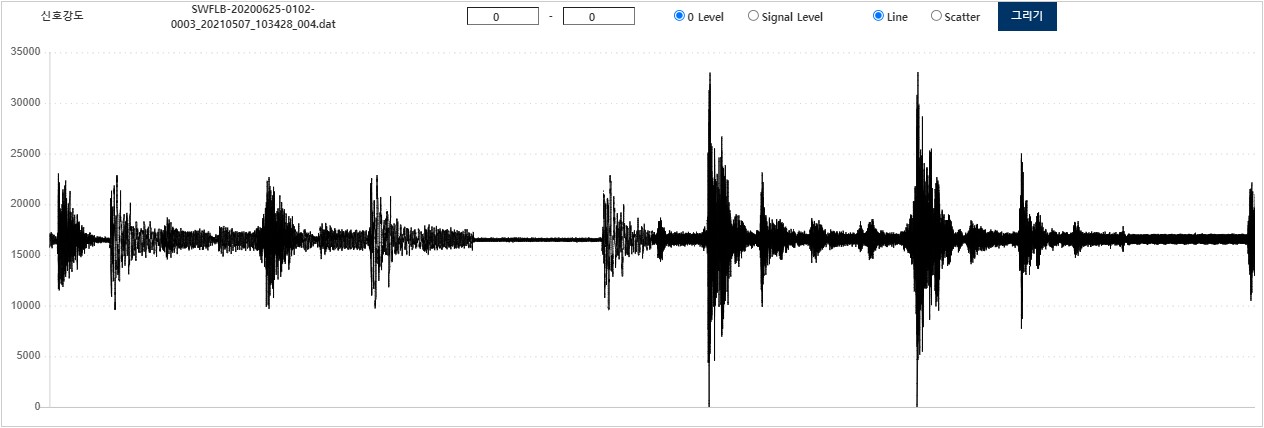 신호강도
SWFLB-20200625-0102-
0003_20210507_103428_004.dat
0 - 0
0 Level Signal Level
Line Scatter
그리기
35000
30000
25000
20000
15000
10000
5000
0